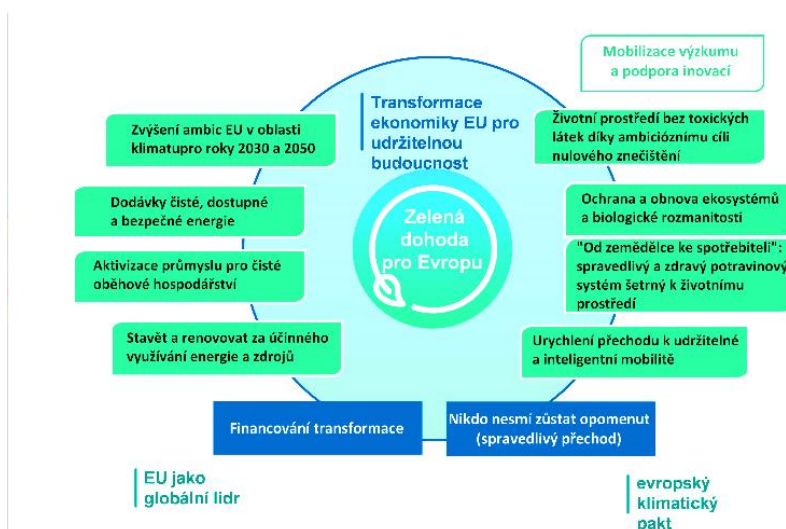 Mobilizace výzkumu
a podpora inovací
Transformace
ekonomiky EU pro
udržitelnou
budoucnost
Zvýšení ambic EU v oblasti
klimatupro roky 2030 a 2050
Životní prostředí bez toxických
látek díky ambicióznímu cíli
nulového znečištění
Dodávky čisté, dostupné
a bezpečné energie
Ochrana a obnova ekosystémů
a biologické rozmanitosti
Zelená
dohoda
pro Evropu
Aktivizace průmyslu pro čisté
oběhové hospodářství
"Od zemědělce ke spotřebiteli":
spravedlivý a zdravý potravinový
systém šetrný k životnímu
prostředí
Stavět a renovovat za účinného
využívání energie a zdrojů
Urychlení přechodu k udržitelné
a inteligentní mobilitě
Financování transformace
Nikdo nesmí zůstat opomenut
(spravedlivý přechod)
EU jako
globální lidr
evropský
klimatický
pakt